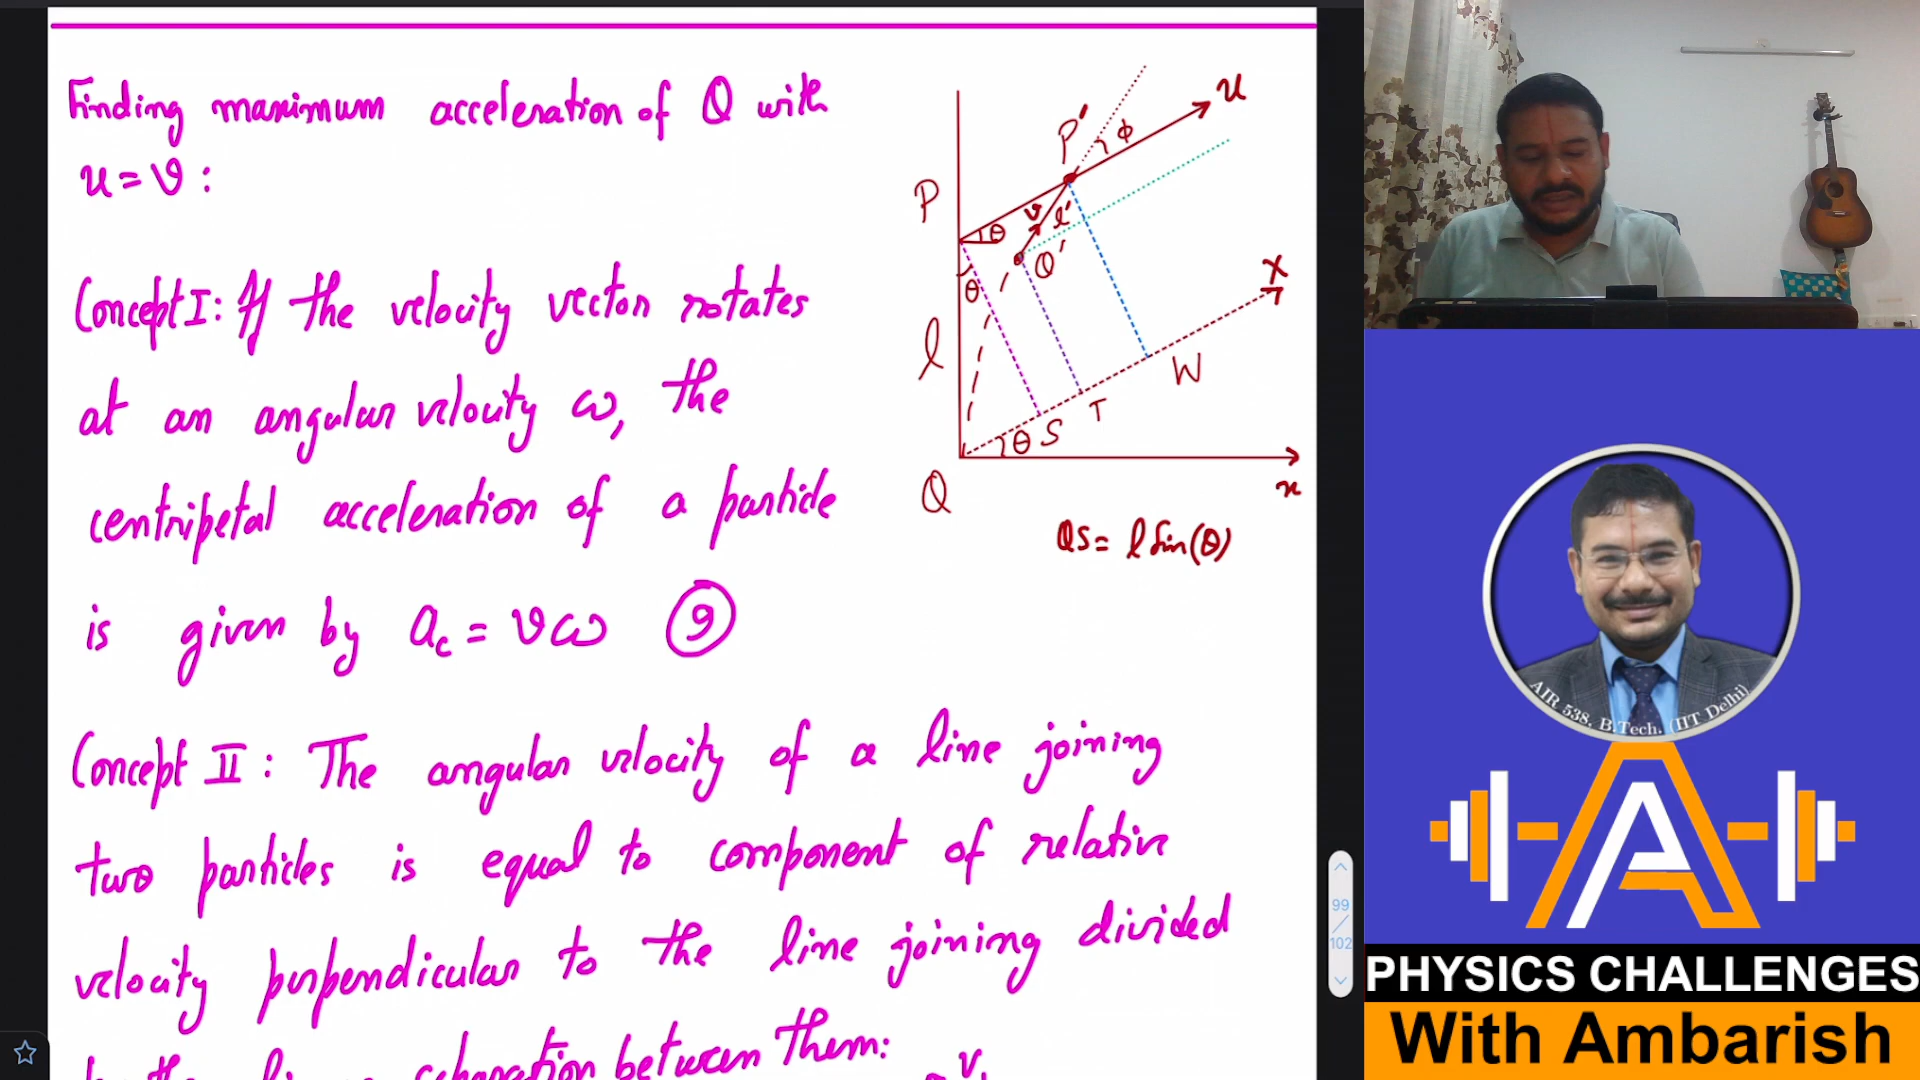 Finding maximum acceleration of Q with
u = v :
Concept I: If the velocity vector rotates
at an angular velocity ω, the
centripetal acceleration of a particle
is given by a_c = vω ⑨
Concept II : The angular velocity of a line joining
two particles is equal to component of relative
velocity perpendicular to the line joining divided
separation between them:
P
l
Q
θ
θ
θ
S
T
W
X
x
P'
ϕ
u
v
l'
Q'
QS = l Sin(θ)
99
102
AIR 538, B.Tech. (IIT Delhi)
A
PHYSICS CHALLENGES
With Ambarish